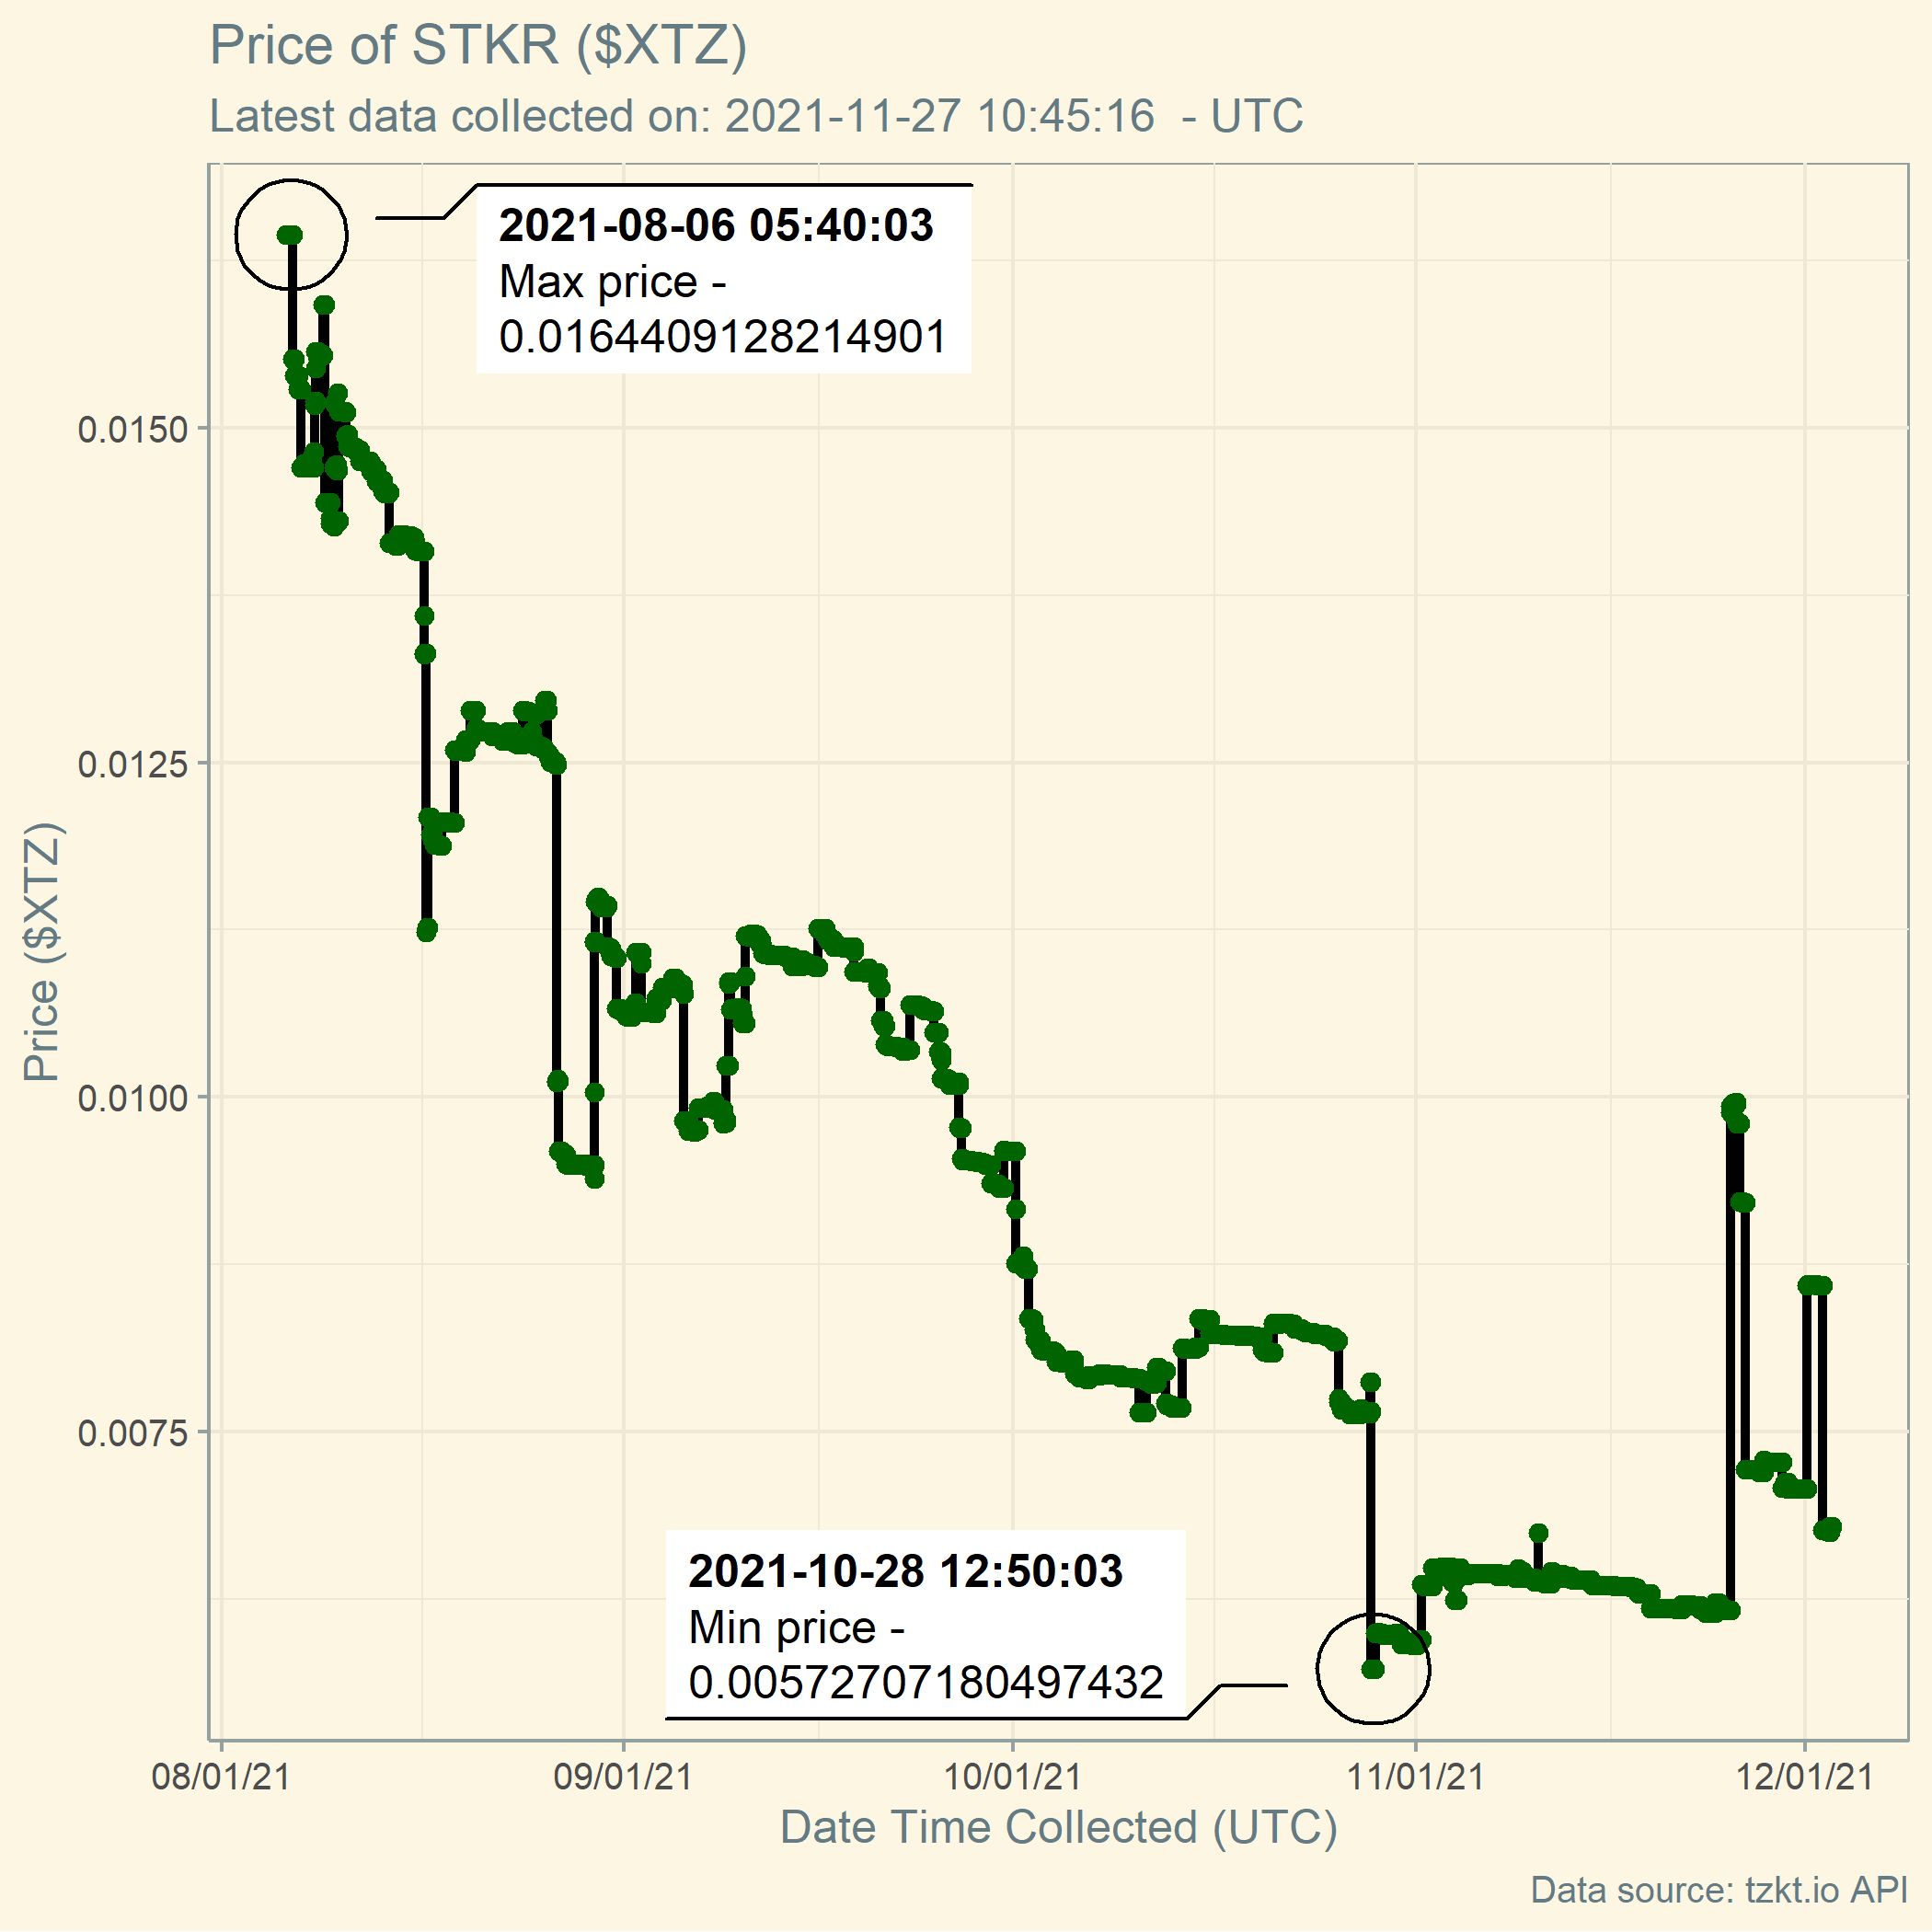 Price of STKR ($XTZ)
Latest data collected on: 2021-11-27 10:45:16  - UTC
2021-08-06 05:40:03
Max price -
0.0164409128214901
0.0150
0.0125
0.0100
0.0075
Price ($XTZ)
2021-10-28 12:50:03
Min price -
0.00572707180497432
08/01/21
09/01/21
10/01/21
11/01/21
12/01/21
Date Time Collected (UTC)
Data source: tzkt.io API